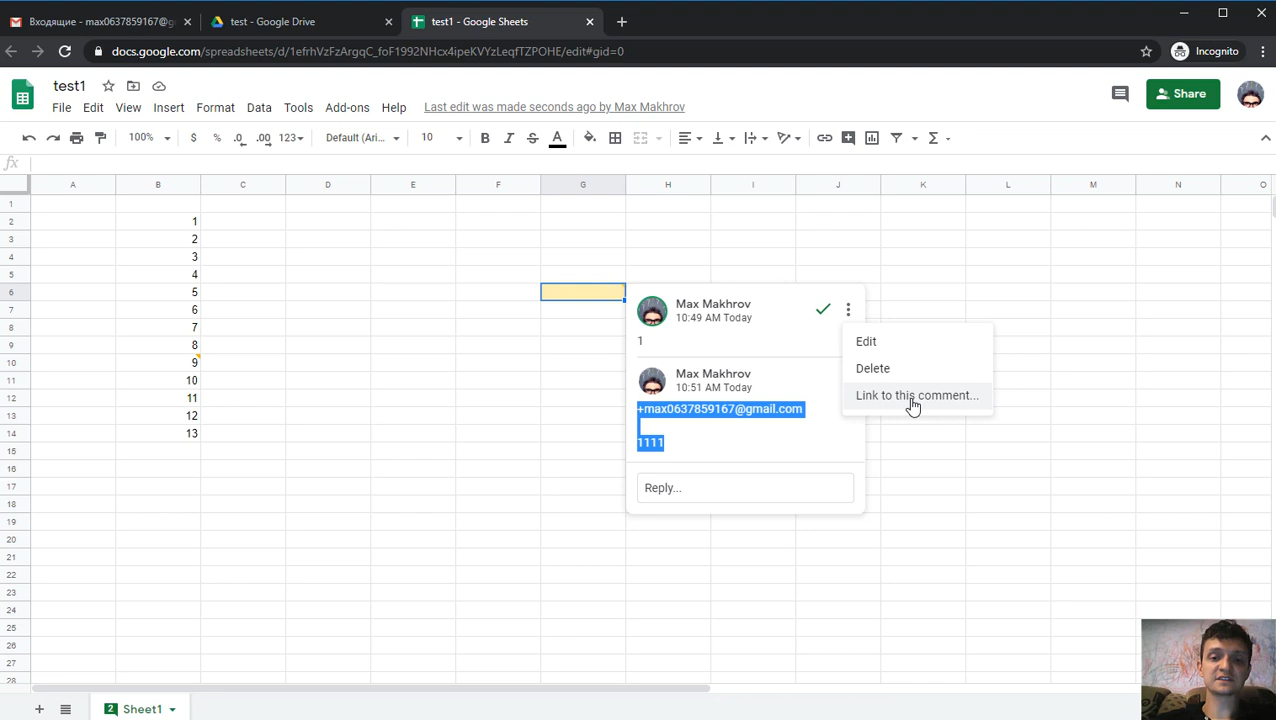 Входящие - max0637859167@g
test - Google Drive
test1 - Google Sheets
docs.google.com/spreadsheets/d/1efrhVzFzArgqC_foF1992NHcx4ipeKVYzLeqfTZPOHE/edit#gid=0
Incognito
test1
File Edit View Insert Format Data Tools Add-ons Help Last edit was made seconds ago by Max Makhrov
Share
100% $ % .0 .00 123 Default (Ari... 10 B I S A
fx
A B C D E F G H I J K L M N O
1
2 1
3 2
4 3
5 4
6 5
7 6
8 7
9 8
10 9
11 10
12 11
13 12
14 13
15
16
17
18
19
20
21
22
23
24
25
26
27
28
Max Makhrov
10:49 AM Today
1
Max Makhrov
10:51 AM Today
+max0637859167@gmail.com
1111
Reply...
Edit
Delete
Link to this comment...
2 Sheet1